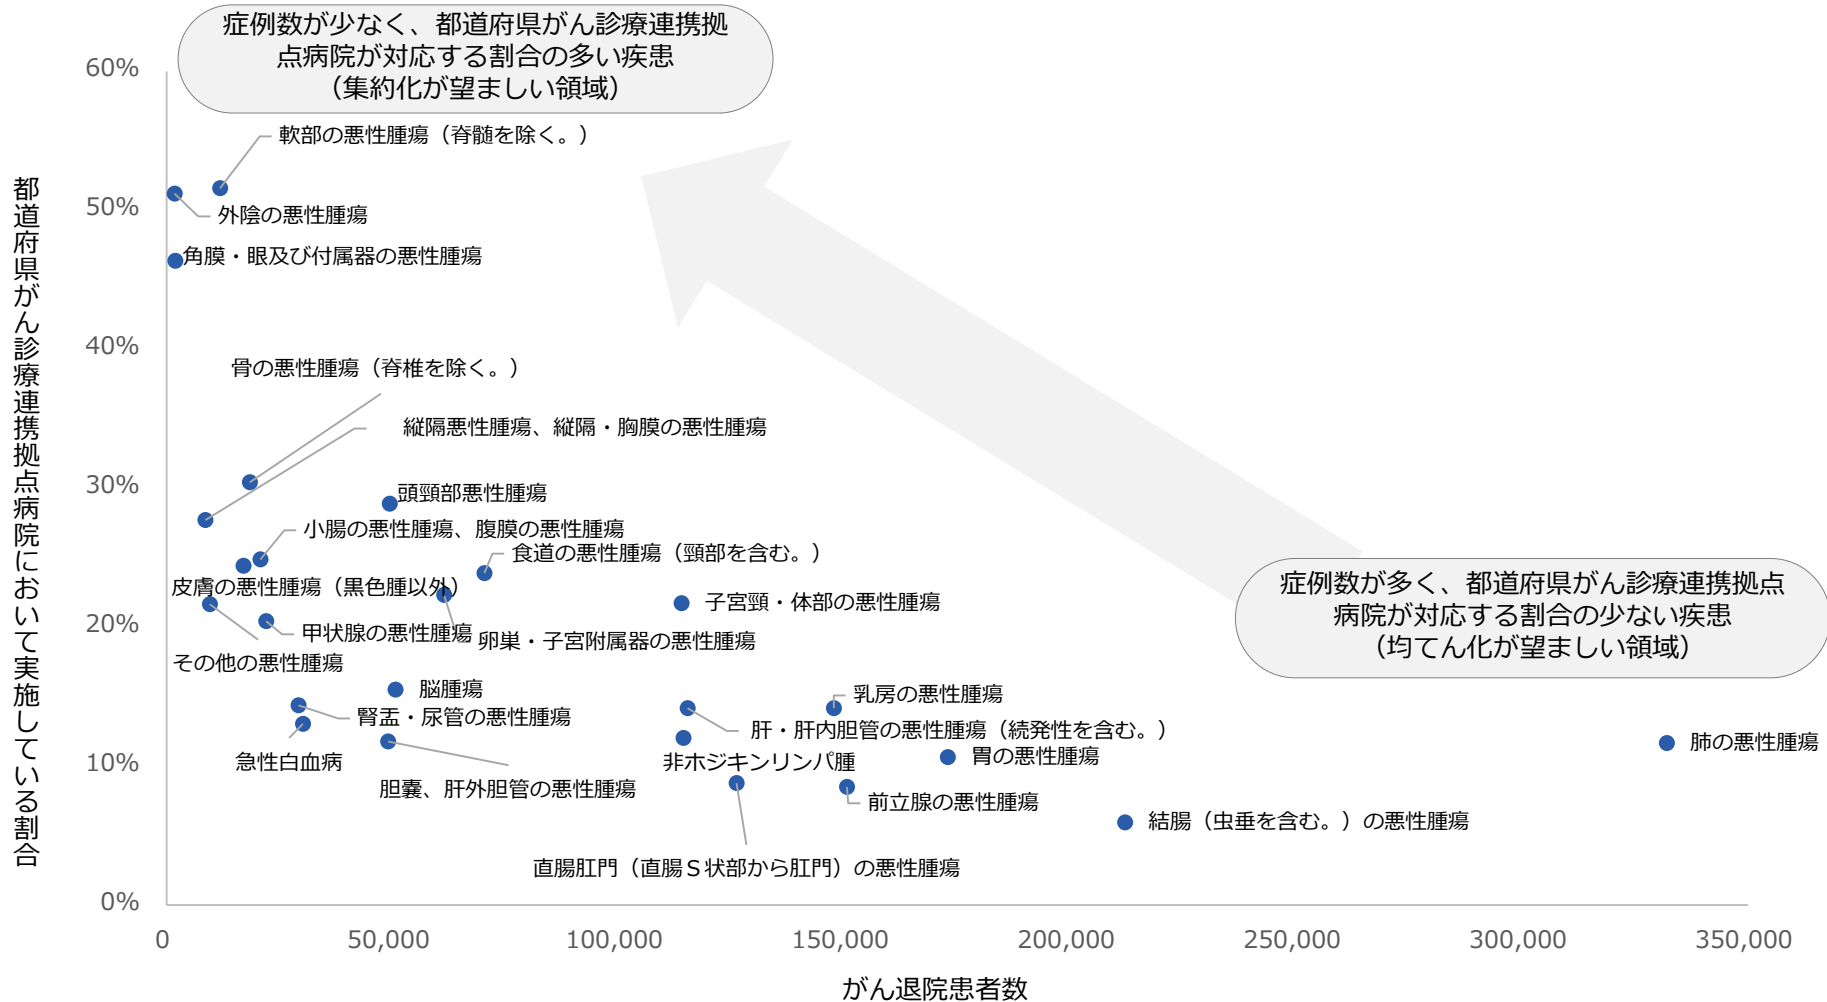 症例数が少なく、都道府県がん診療連携拠
点病院が対応する割合の多い疾患
（集約化が望ましい領域）
60%
軟部の悪性腫瘍（脊髄を除く。）
50%
外陰の悪性腫瘍
角膜・眼及び付属器の悪性腫瘍
40%
骨の悪性腫瘍（脊椎を除く。）
縦隔悪性腫瘍、縦隔・胸膜の悪性腫瘍
30%
頭頸部悪性腫瘍
小腸の悪性腫瘍、腹膜の悪性腫瘍
食道の悪性腫瘍（頸部を含む。）
皮膚の悪性腫瘍（黒色腫以外）
子宮頸・体部の悪性腫瘍
症例数が多く、都道府県がん診療連携拠点
病院が対応する割合の少ない疾患
（均てん化が望ましい領域）
20%
甲状腺の悪性腫瘍
卵巣・子宮附属器の悪性腫瘍
その他の悪性腫瘍
脳腫瘍
乳房の悪性腫瘍
腎盂・尿管の悪性腫瘍
肝・肝内胆管の悪性腫瘍（続発性を含む。）
肺の悪性腫瘍
胃の悪性腫瘍
急性白血病
非ホジキンリンパ腫
10%
胆嚢、肝外胆管の悪性腫瘍
前立腺の悪性腫瘍
結腸（虫垂を含む。）の悪性腫瘍
直腸肛門（直腸Ｓ状部から肛門）の悪性腫瘍
0%
0
50,000
100,000
150,000
200,000
250,000
300,000
350,000
がん退院患者数
都道府県がん診療連携拠点病院において実施している割合